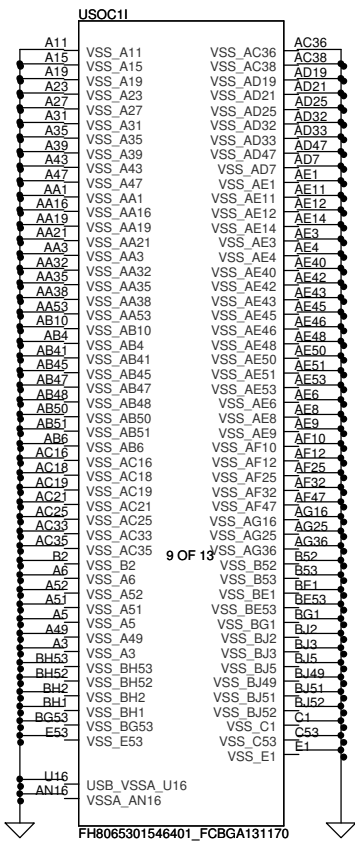 USOC1I
A11 VSS_A11 VSS_AC36 AC36
A15 VSS_A15 VSS_AC38 AC38
A19 VSS_A19 VSS_AD19 AD19
A23 VSS_A23 VSS_AD21 AD21
A27 VSS_A27 VSS_AD25 AD25
A31 VSS_A31 VSS_AD32 AD32
A35 VSS_A35 VSS_AD33 AD33
A39 VSS_A39 VSS_AD47 AD47
A43 VSS_A43 VSS_AD7 AD7
A47 VSS_A47 VSS_AE1 AE1
AA1 VSS_AA1 VSS_AE11 AE11
AA16 VSS_AA16 VSS_AE12 AE12
AA19 VSS_AA19 VSS_AE14 AE14
AA21 VSS_AA21 VSS_AE3 AE3
AA3 VSS_AA3 VSS_AE4 AE4
AA32 VSS_AA32 VSS_AE40 AE40
AA35 VSS_AA35 VSS_AE42 AE42
AA38 VSS_AA38 VSS_AE43 AE43
AA53 VSS_AA53 VSS_AE45 AE45
AB10 VSS_AB10 VSS_AE46 AE46
AB4 VSS_AB4 VSS_AE48 AE48
AB41 VSS_AB41 VSS_AE50 AE50
AB45 VSS_AB45 VSS_AE51 AE51
AB47 VSS_AB47 VSS_AE53 AE53
AB48 VSS_AB48 VSS_AE6 AE6
AB50 VSS_AB50 VSS_AE8 AE8
AB51 VSS_AB51 VSS_AE9 AE9
AB6 VSS_AB6 VSS_AF10 AF10
AC16 VSS_AC16 VSS_AF12 AF12
AC18 VSS_AC18 VSS_AF25 AF25
AC19 VSS_AC19 VSS_AF32 AF32
AC21 VSS_AC21 VSS_AF47 AF47
AC25 VSS_AC25 VSS_AG16 AG16
AC33 VSS_AC33 VSS_AG25 AG25
AC35 VSS_AC35 VSS_AG36 AG36
9 OF 13
B2 VSS_B2 VSS_B52 B52
A6 VSS_A6 VSS_B53 B53
A52 VSS_A52 VSS_BE1 BE1
A51 VSS_A51 VSS_BE53 BE53
A5 VSS_A5 VSS_BG1 BG1
A49 VSS_A49 VSS_BJ2 BJ2
A3 VSS_A3 VSS_BJ3 BJ3
BH53 VSS_BH53 VSS_BJ5 BJ5
BH52 VSS_BH52 VSS_BJ49 BJ49
BH2 VSS_BH2 VSS_BJ51 BJ51
BH1 VSS_BH1 VSS_BJ52 BJ52
BG53 VSS_BG53 VSS_C1 C1
E53 VSS_E53 VSS_C53 C53
VSS_E1 E1
U16 USB_VSSA_U16
AN16 VSSA_AN16
FH8065301546401_FCBGA131170